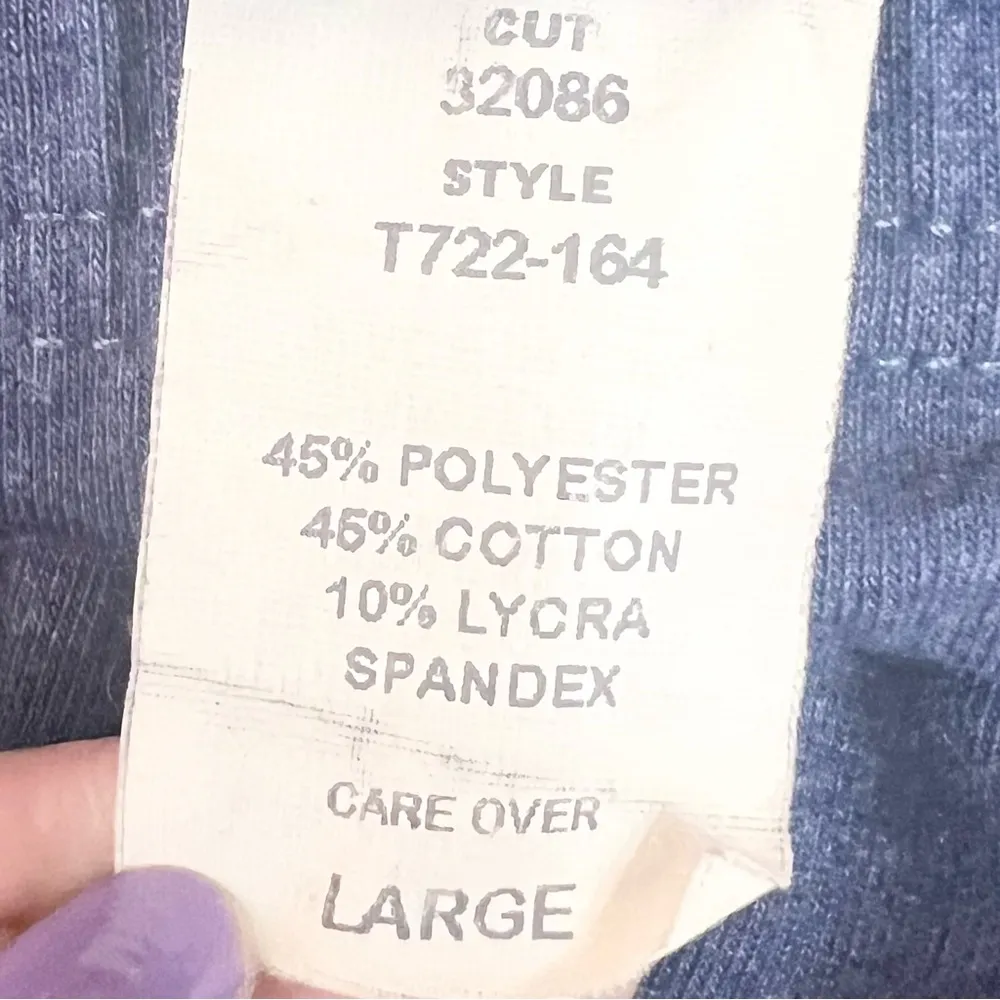 CUT
32086
STYLE
T722-164
45% POLYESTER
45% COTTON
10% LYCRA
SPANDEX
CARE OVER
LARGE